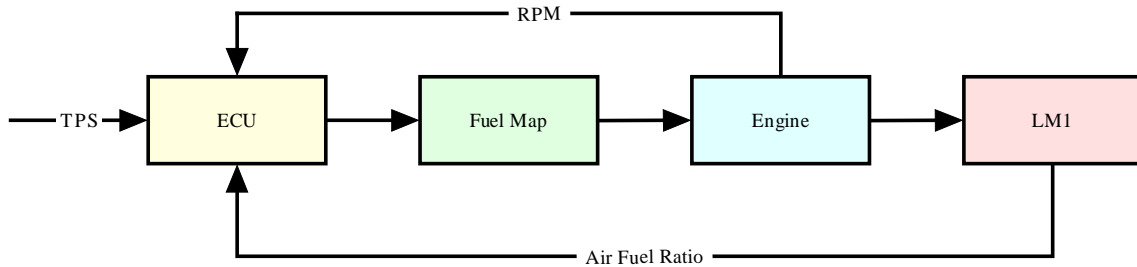 RPM
TPS
ECU
Fuel Map
Engine
LM1
Air Fuel Ratio